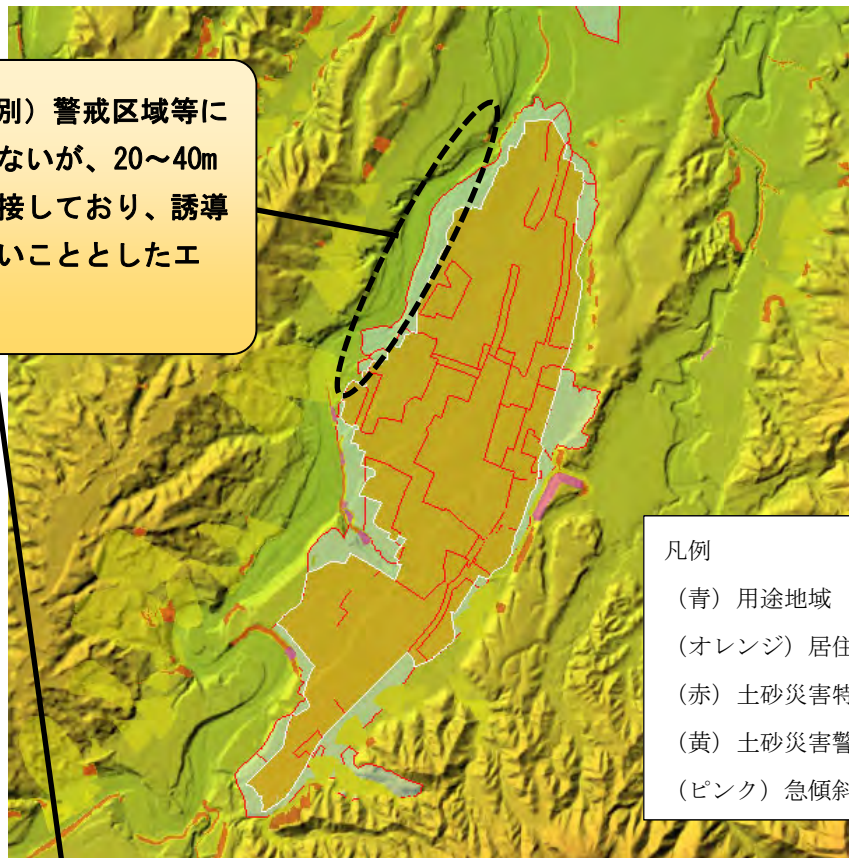 別）警戒区域等に
ないが、20～40m
接しており、誘導
いこととしたエ
凡例
（青）用途地域
（オレンジ）居住
（赤）土砂災害特
（黄）土砂災害警
（ピンク）急傾斜